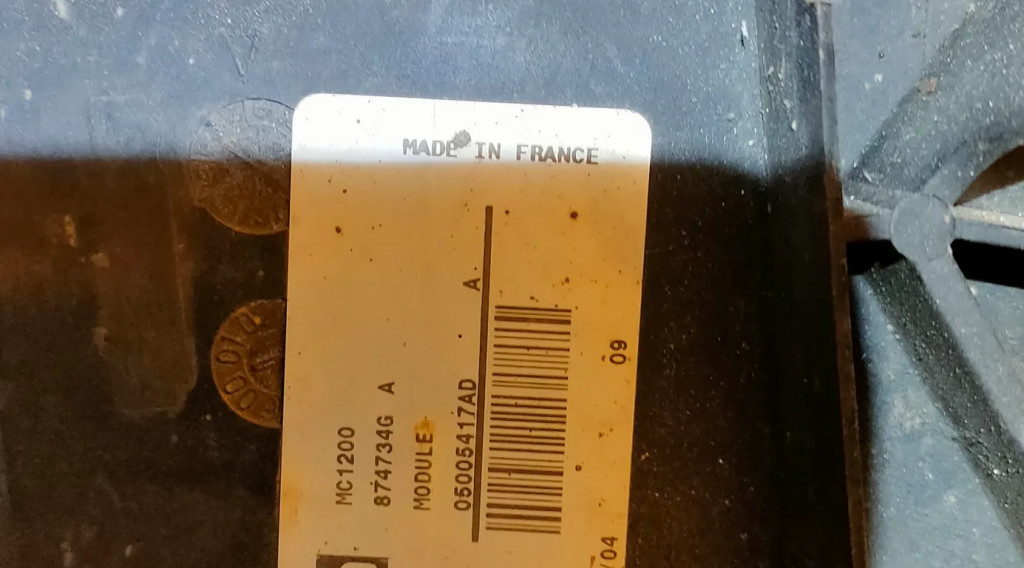 MADE IN FRANCE
MC1200
874734G A
MODULE
05005417AD A
09
/04